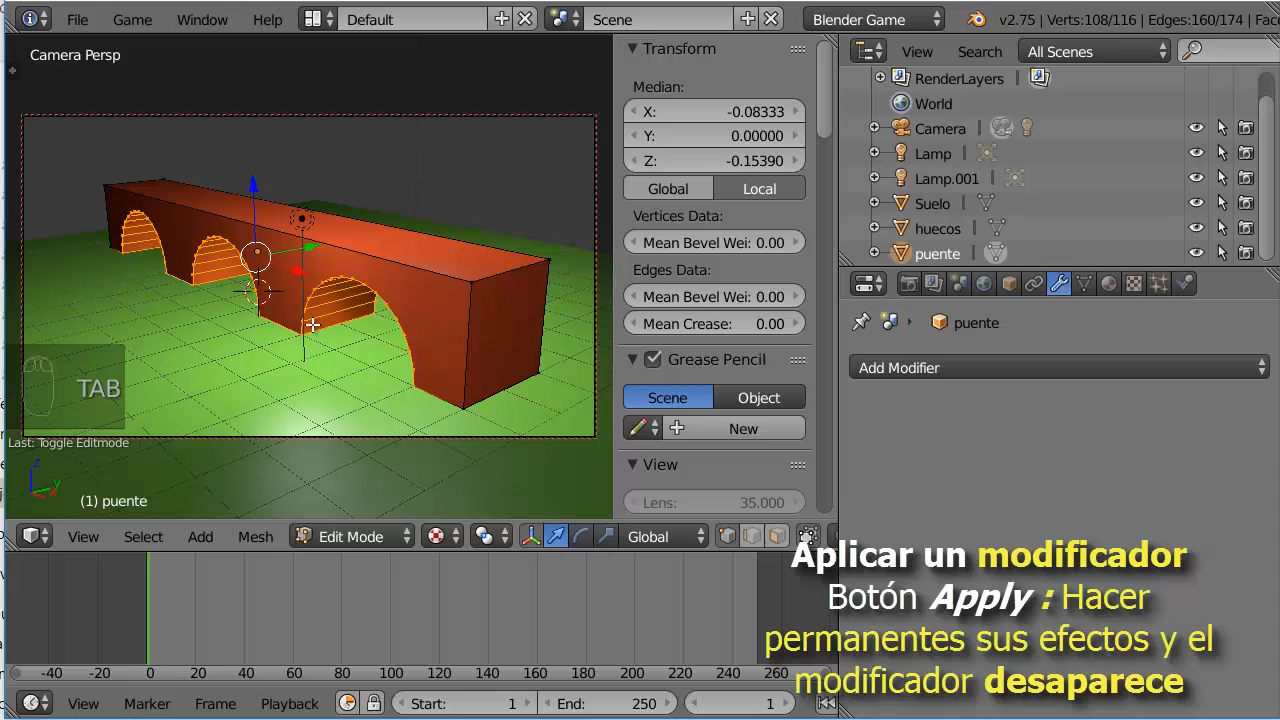 File Game Window Help Default Scene Blender Game v2.75 | Verts:108/116 | Edges:160/174 | Fac
Camera Persp
Transform
Median:
X: -0.08333
Y: 0.00000
Z: -0.15390
Global Local
Vertices Data:
Mean Bevel Wei: 0.00
Edges Data:
Mean Bevel Wei: 0.00
Mean Crease: 0.00
Grease Pencil
Scene Object
New
View
Lens: 35.000
View Search All Scenes
RenderLayers
World
Camera
Lamp
Lamp.001
Suelo
huecos
puente
puente
Add Modifier
TAB
Last: Toggle Editmode
z
y
x
(1) puente
View Select Add Mesh Edit Mode Global
Aplicar un modificador
Botón Apply : Hacer
permanentes sus efectos y el
modificador desaparece
-40 -20 0 20 40 60 80 100 120 140 160 180 200 220 240 260
View Marker Frame Playback Start: 1 End: 250 1